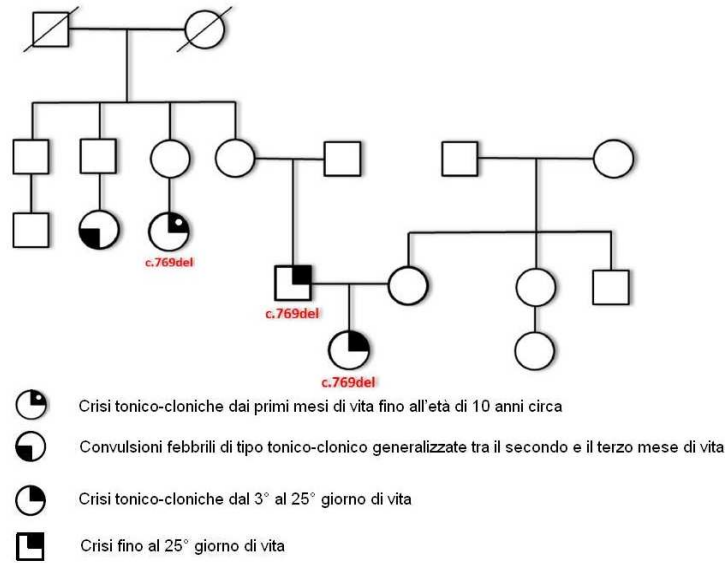 c.769del
c.769del
c.769del
Crisi tonico-cloniche dai primi mesi di vita fino all'età di 10 anni circa
Convulsioni febbrili di tipo tonico-clonico generalizzate tra il secondo e il terzo mese di vita
Crisi tonico-cloniche dal 3° al 25° giorno di vita
Crisi fino al 25° giorno di vita